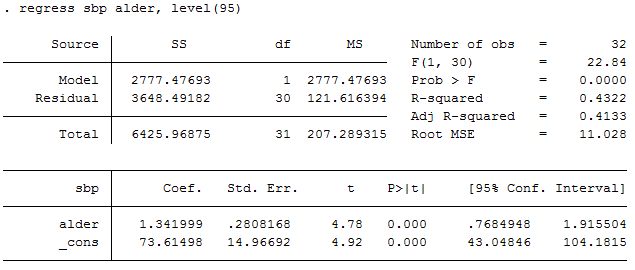 . regress sbp alder, level(95)
Source SS df MS Number of obs = 32
F(1, 30) = 22.84
Model 2777.47693 1 2777.47693 Prob > F = 0.0000
Residual 3648.49182 30 121.616394 R-squared = 0.4322
Adj R-squared = 0.4133
Total 6425.96875 31 207.289315 Root MSE = 11.028
sbp Coef. Std. Err. t P>|t| [95% Conf. Interval]
alder 1.341999 .2808168 4.78 0.000 .7684948 1.915504
_cons 73.61498 14.96692 4.92 0.000 43.04846 104.1815